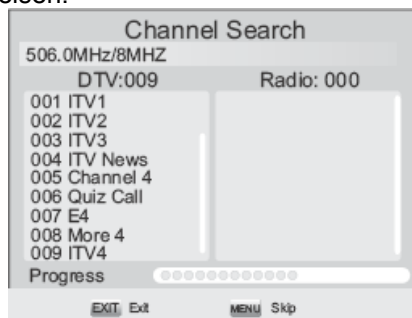 Channel Search
506.0MHz/8MHZ
DTV:009 Radio: 000
001 ITV1
002 ITV2
003 ITV3
004 ITV News
005 Channel 4
006 Quiz Call
007 E4
008 More 4
009 ITV4
Progress
EXIT Exit MENU Skip